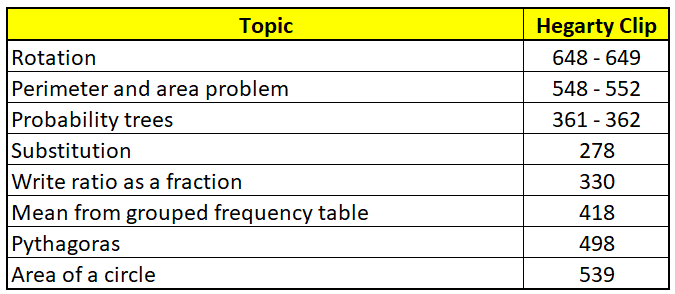 Topic Hegarty Clip
Rotation 648 - 649
Perimeter and area problem 548 - 552
Probability trees 361 - 362
Substitution 278
Write ratio as a fraction 330
Mean from grouped frequency table 418
Pythagoras 498
Area of a circle 539